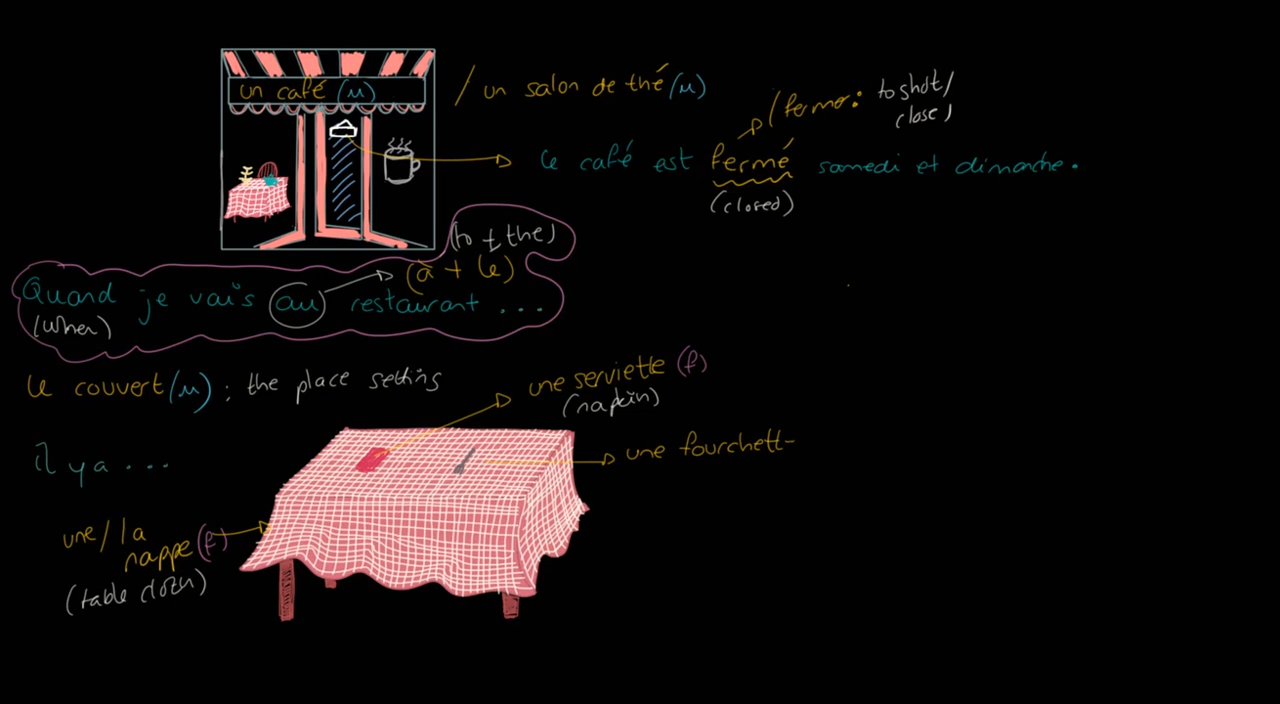 un café (m)
/ un salon de thé (m)
/ fermer: to shut/
close)
Le café est fermé samedi et dimanche.
(closed)
(to + the)
(à + le)
Quand je vais au restaurant ...
(when)
Le couvert (m) : the place setting
une serviette (f)
(napkin)
il y a ...
une fourchett-
une/la
nappe (f)
(table cloth)